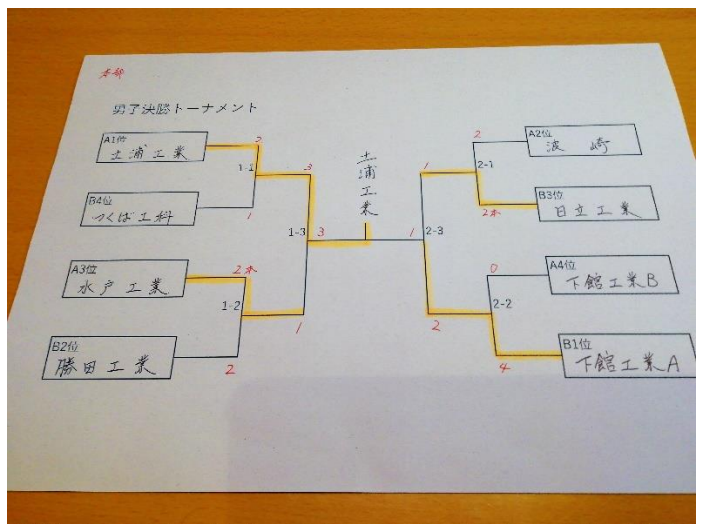 男子決勝トーナメント
A1位
土浦工業
2
1-1
B4位
つくば工科
1
3
A3位
水戸工業
2本
1-2
B2位
勝田工業
2
1
1-3
3
土浦工業
1
2-3
1
2
A2位
波崎
2
2-1
B3位
日立工業
2本
A4位
下館工業B
0
2-2
B1位
下館工業A
4